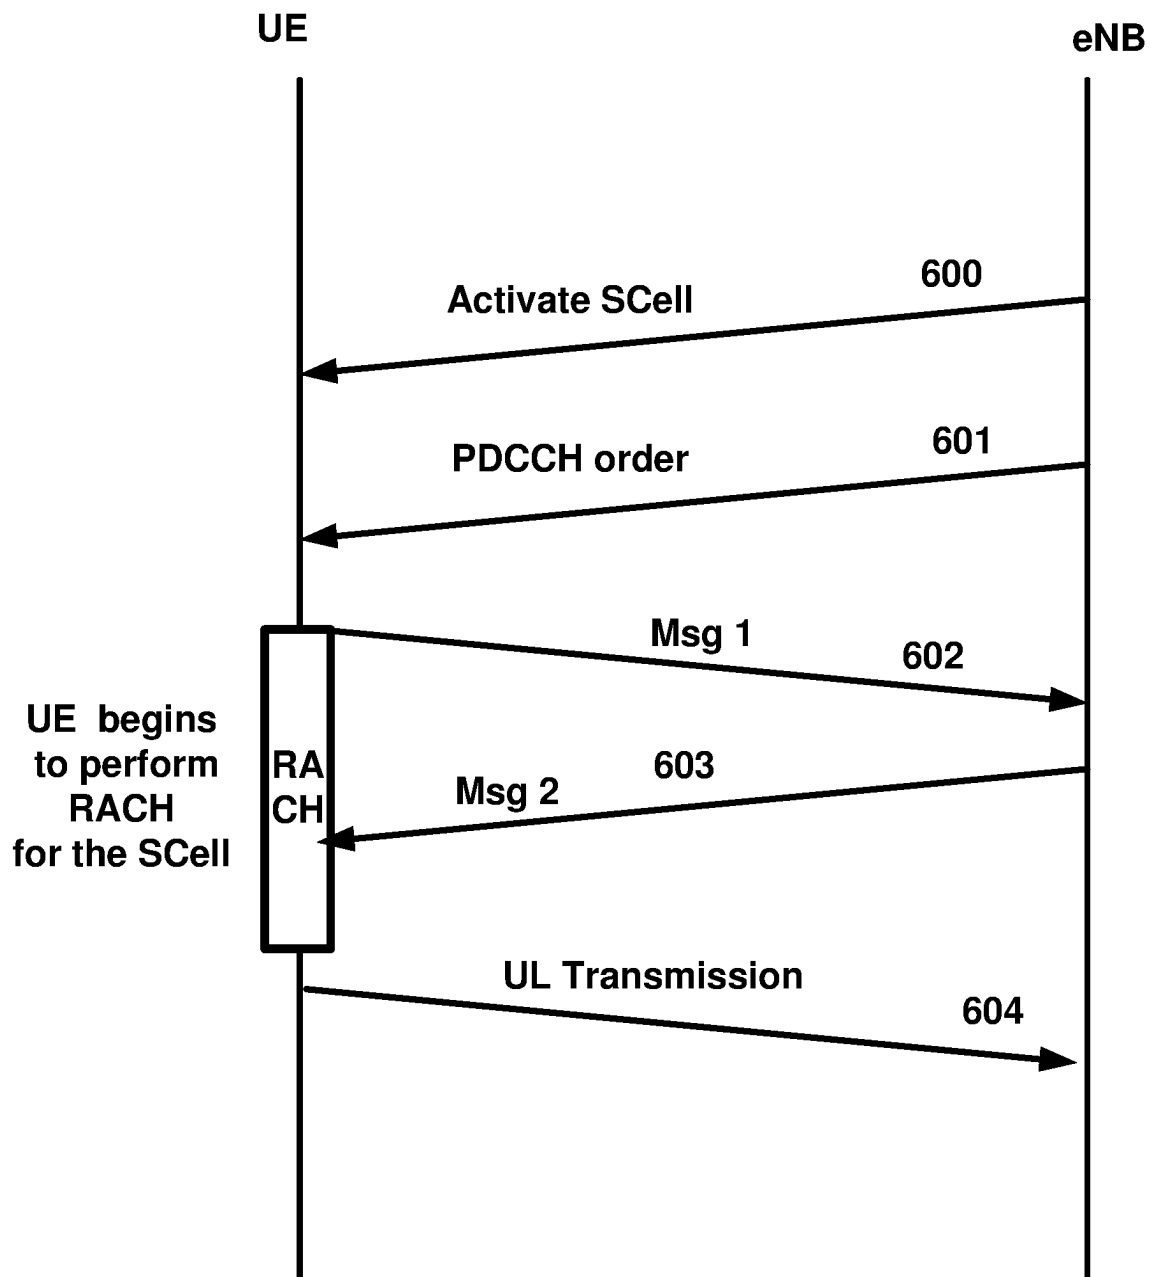 UE
eNB
600
Activate SCell
601
PDCCH order
Msg 1
602
UE begins
to perform
RACH
for the SCell
RA
CH
603
Msg 2
UL Transmission
604